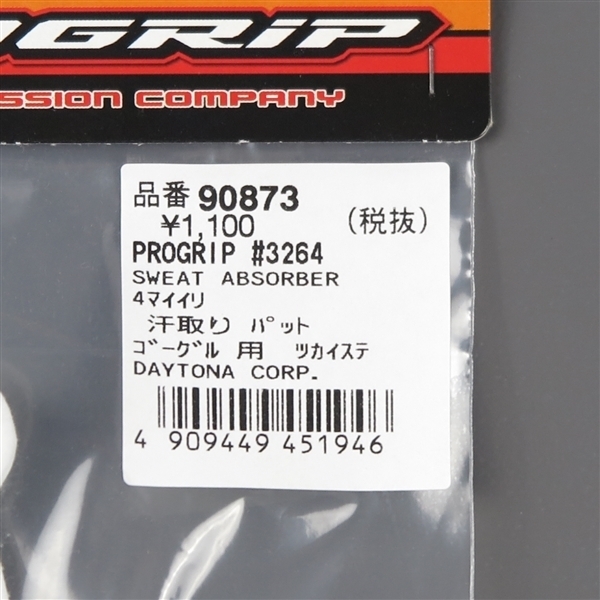 GRIP
SSION COMPANY
品番 90873
¥1,100 (税抜)
PROGRIP #3264
SWEAT ABSORBER
4マイイリ
汗取り パット
ゴーグル 用 ツカイステ
DAYTONA CORP.
4 909449 451946